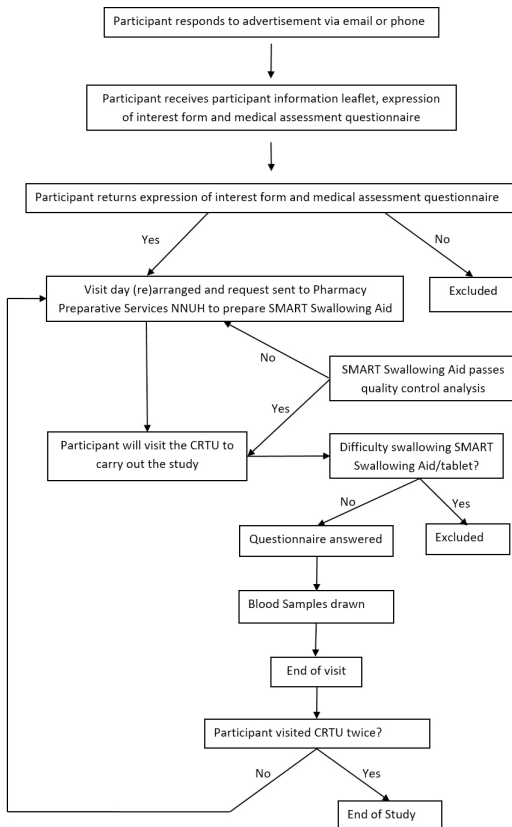 Participant responds to advertisement via email or phone
Participant receives participant information leaflet, expression
of interest form and medical assessment questionnaire
Participant returns expression of interest form and medical assessment questionnaire
Yes
No
Visit day (re)arranged and request sent to Pharmacy
Preparative Services NNUH to prepare SMART Swallowing Aid
Excluded
No
SMART Swallowing Aid passes
quality control analysis
Yes
Participant will visit the CRTU to
carry out the study
Difficulty swallowing SMART
Swallowing Aid/tablet?
No
Yes
Questionnaire answered
Excluded
Blood Samples drawn
End of visit
Participant visited CRTU twice?
No
Yes
End of Study